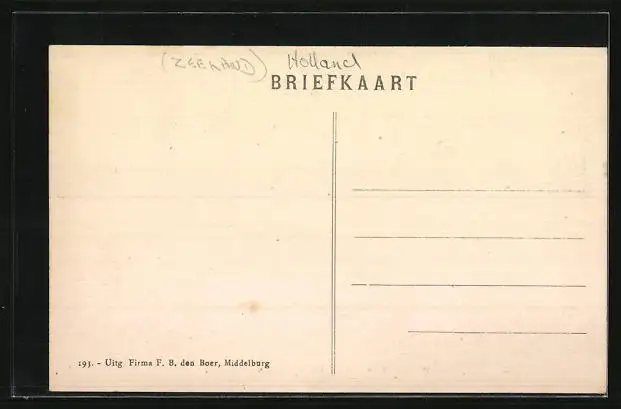 (ZEELAND) Holland
BRIEFKAART
193. - Uitg Firma F. B. den Boer, Middelburg